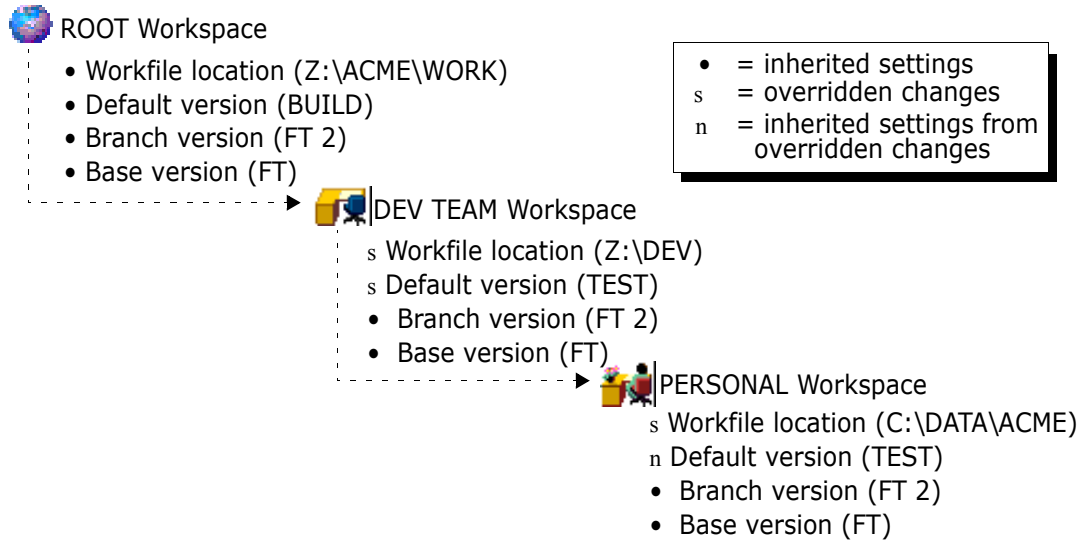 ROOT Workspace
• Workfile location (Z:\ACME\WORK)
• Default version (BUILD)
• Branch version (FT 2)
• Base version (FT)
• = inherited settings
s = overridden changes
n = inherited settings from
overridden changes
DEV TEAM Workspace
s Workfile location (Z:\DEV)
s Default version (TEST)
• Branch version (FT 2)
• Base version (FT)
PERSONAL Workspace
s Workfile location (C:\DATA\ACME)
n Default version (TEST)
• Branch version (FT 2)
• Base version (FT)